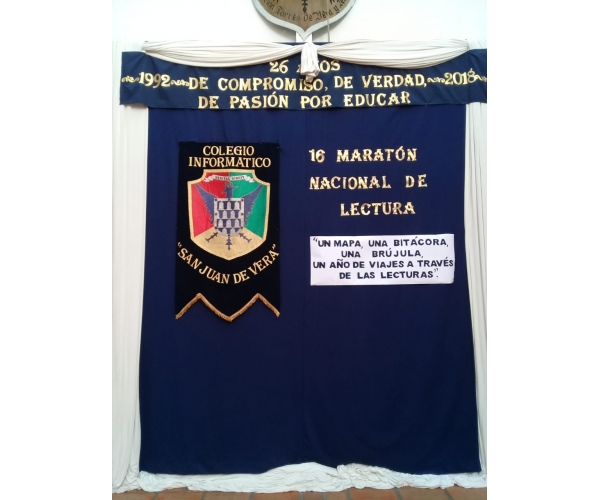 26 AÑOS
1992 DE COMPROMISO, DE VERDAD, 2018
DE PASIÓN POR EDUCAR
COLEGIO
INFORMÁTICO
"SAN JUAN DE VERA"
16 MARATÓN
NACIONAL DE
LECTURA
"UN MAPA, UNA BITÁCORA,
UNA BRÚJULA,
UN AÑO DE VIAJES A TRAVÉS
DE LAS LECTURAS".